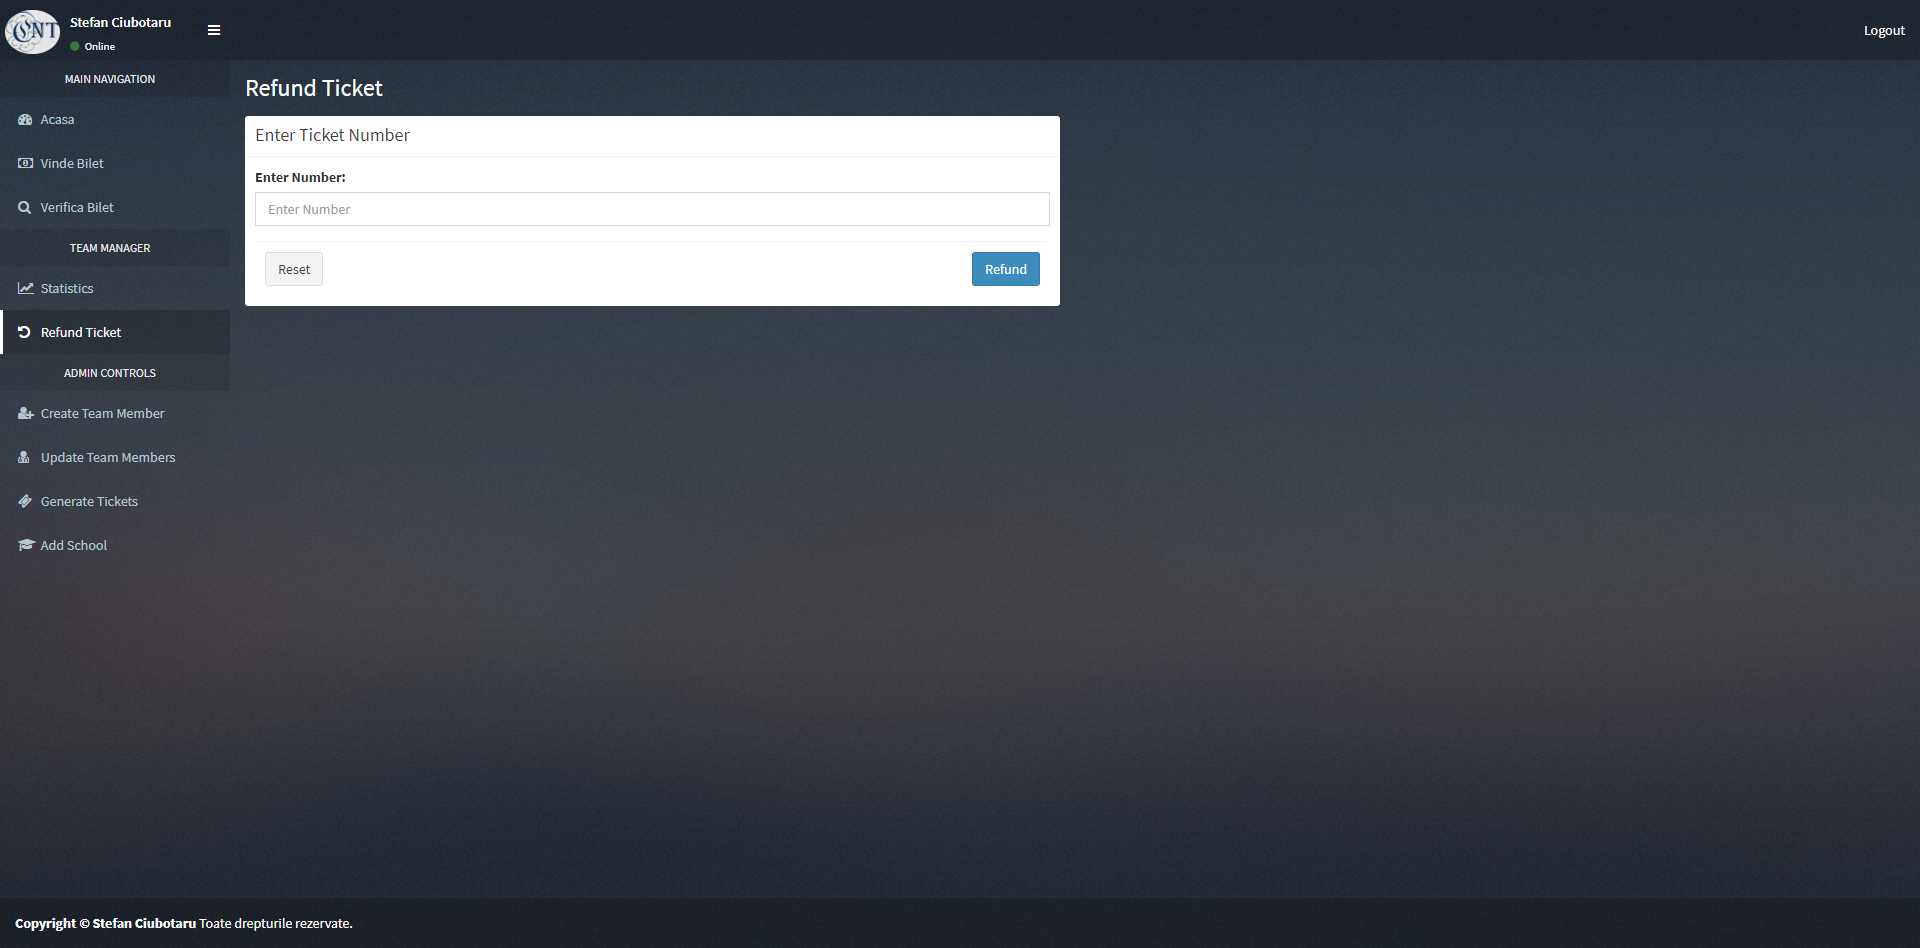 CSNT
Stefan Ciubotaru
Online
Logout
MAIN NAVIGATION
Acasa
Vinde Bilet
Verifica Bilet
TEAM MANAGER
Statistics
Refund Ticket
ADMIN CONTROLS
Create Team Member
Update Team Members
Generate Tickets
Add School
Refund Ticket
Enter Ticket Number
Enter Number:
Enter Number
Reset
Refund
Copyright © Stefan Ciubotaru Toate drepturile rezervate.